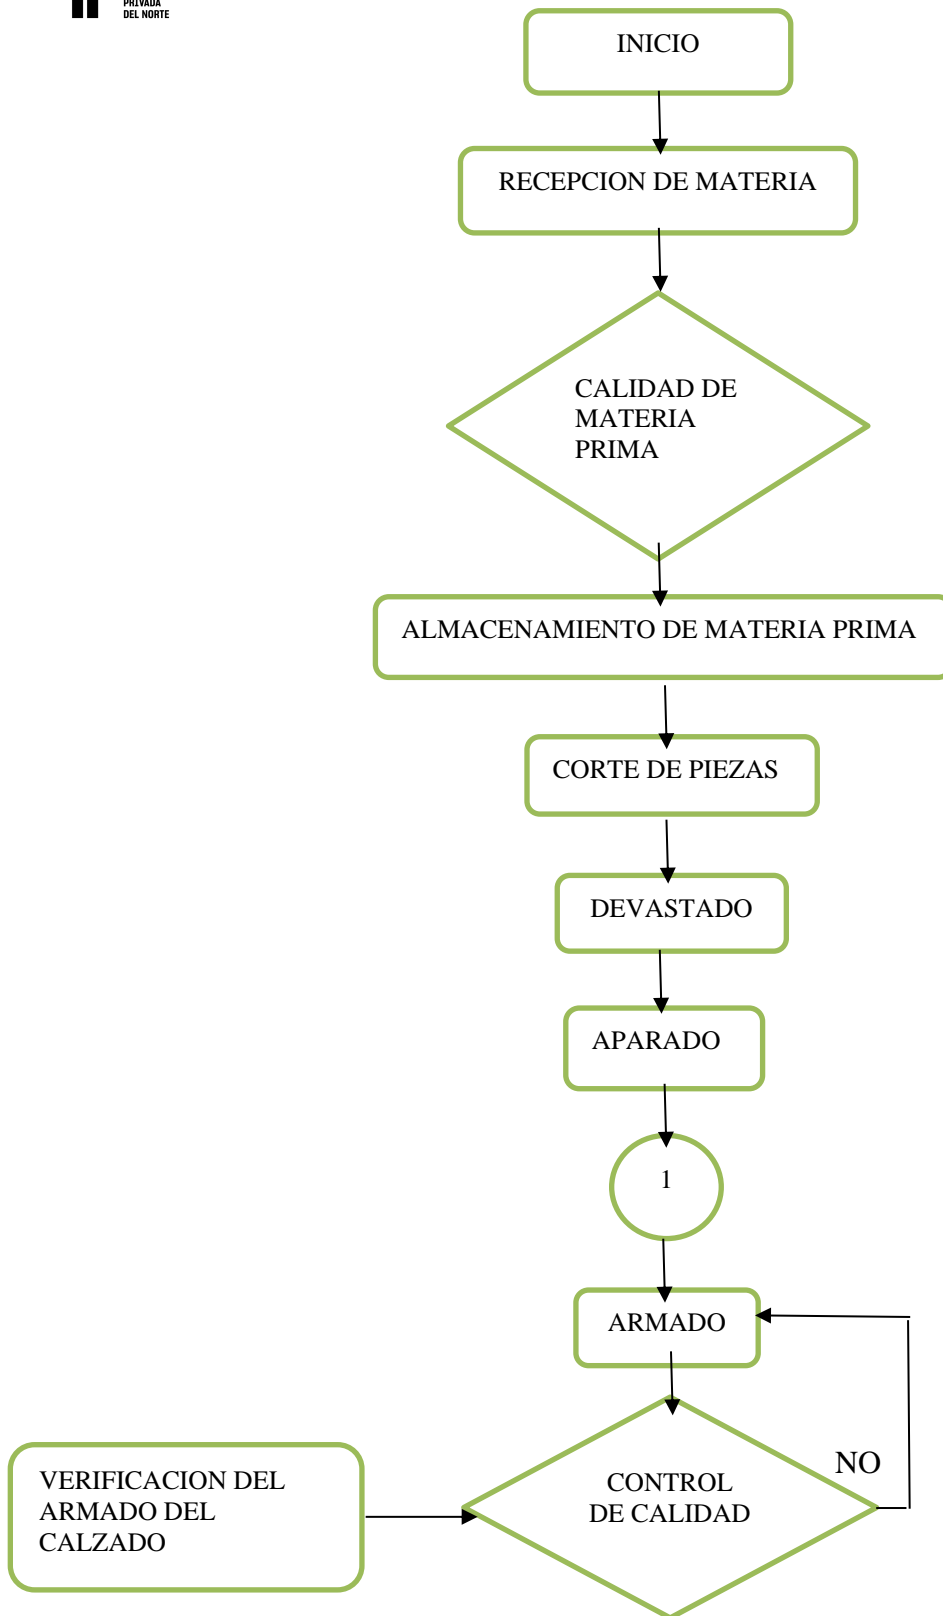 PRIVADA
DEL NORTE
INICIO
RECEPCION DE MATERIA
CALIDAD DE
MATERIA
PRIMA
ALMACENAMIENTO DE MATERIA PRIMA
CORTE DE PIEZAS
DEVASTADO
APARADO
1
ARMADO
NO
VERIFICACION DEL
ARMADO DEL
CALZADO
CONTROL
DE CALIDAD